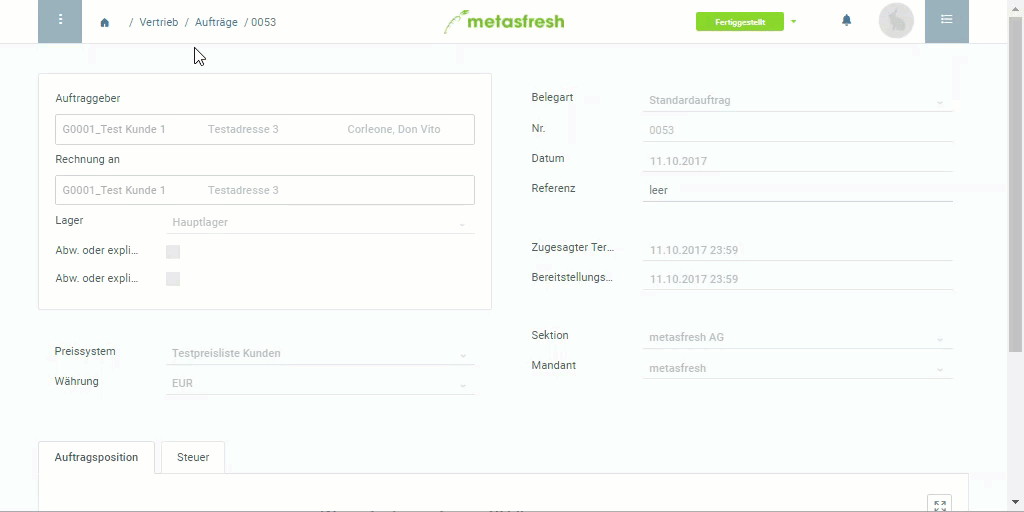 / Vertrieb / Aufträge / 0053
metasfresh
Fertiggestellt
Auftraggeber
G0001_Test Kunde 1 Testadresse 3 Corleone, Don Vito
Rechnung an
G0001_Test Kunde 1 Testadresse 3
Lager Hauptlager
Abw. oder expli...
Abw. oder expli...
Preissystem Testpreisliste Kunden
Währung EUR
Belegart Standardauftrag
Nr. 0053
Datum 11.10.2017
Referenz leer
Zugesagter Ter... 11.10.2017 23:59
Bereitstellungs... 11.10.2017 23:59
Sektion metasfresh AG
Mandant metasfresh
Auftragsposition Steuer